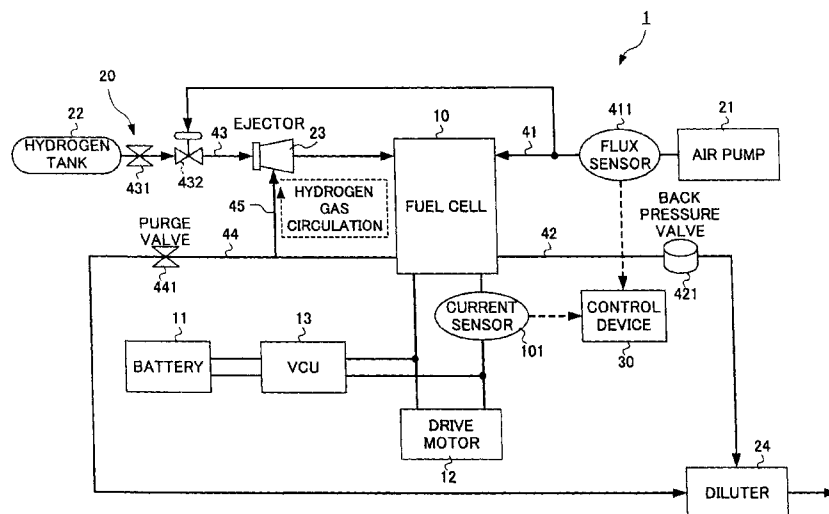 1
20
22
HYDROGEN
TANK
431
432
43
EJECTOR
23
10
FUEL CELL
41
411
FLUX
SENSOR
21
AIR PUMP
45
HYDROGEN
GAS
CIRCULATION
PURGE
VALVE
441
44
42
BACK
PRESSURE
VALVE
421
11
BATTERY
13
VCU
CURRENT
SENSOR
101
CONTROL
DEVICE
30
DRIVE
MOTOR
12
24
DILUTER